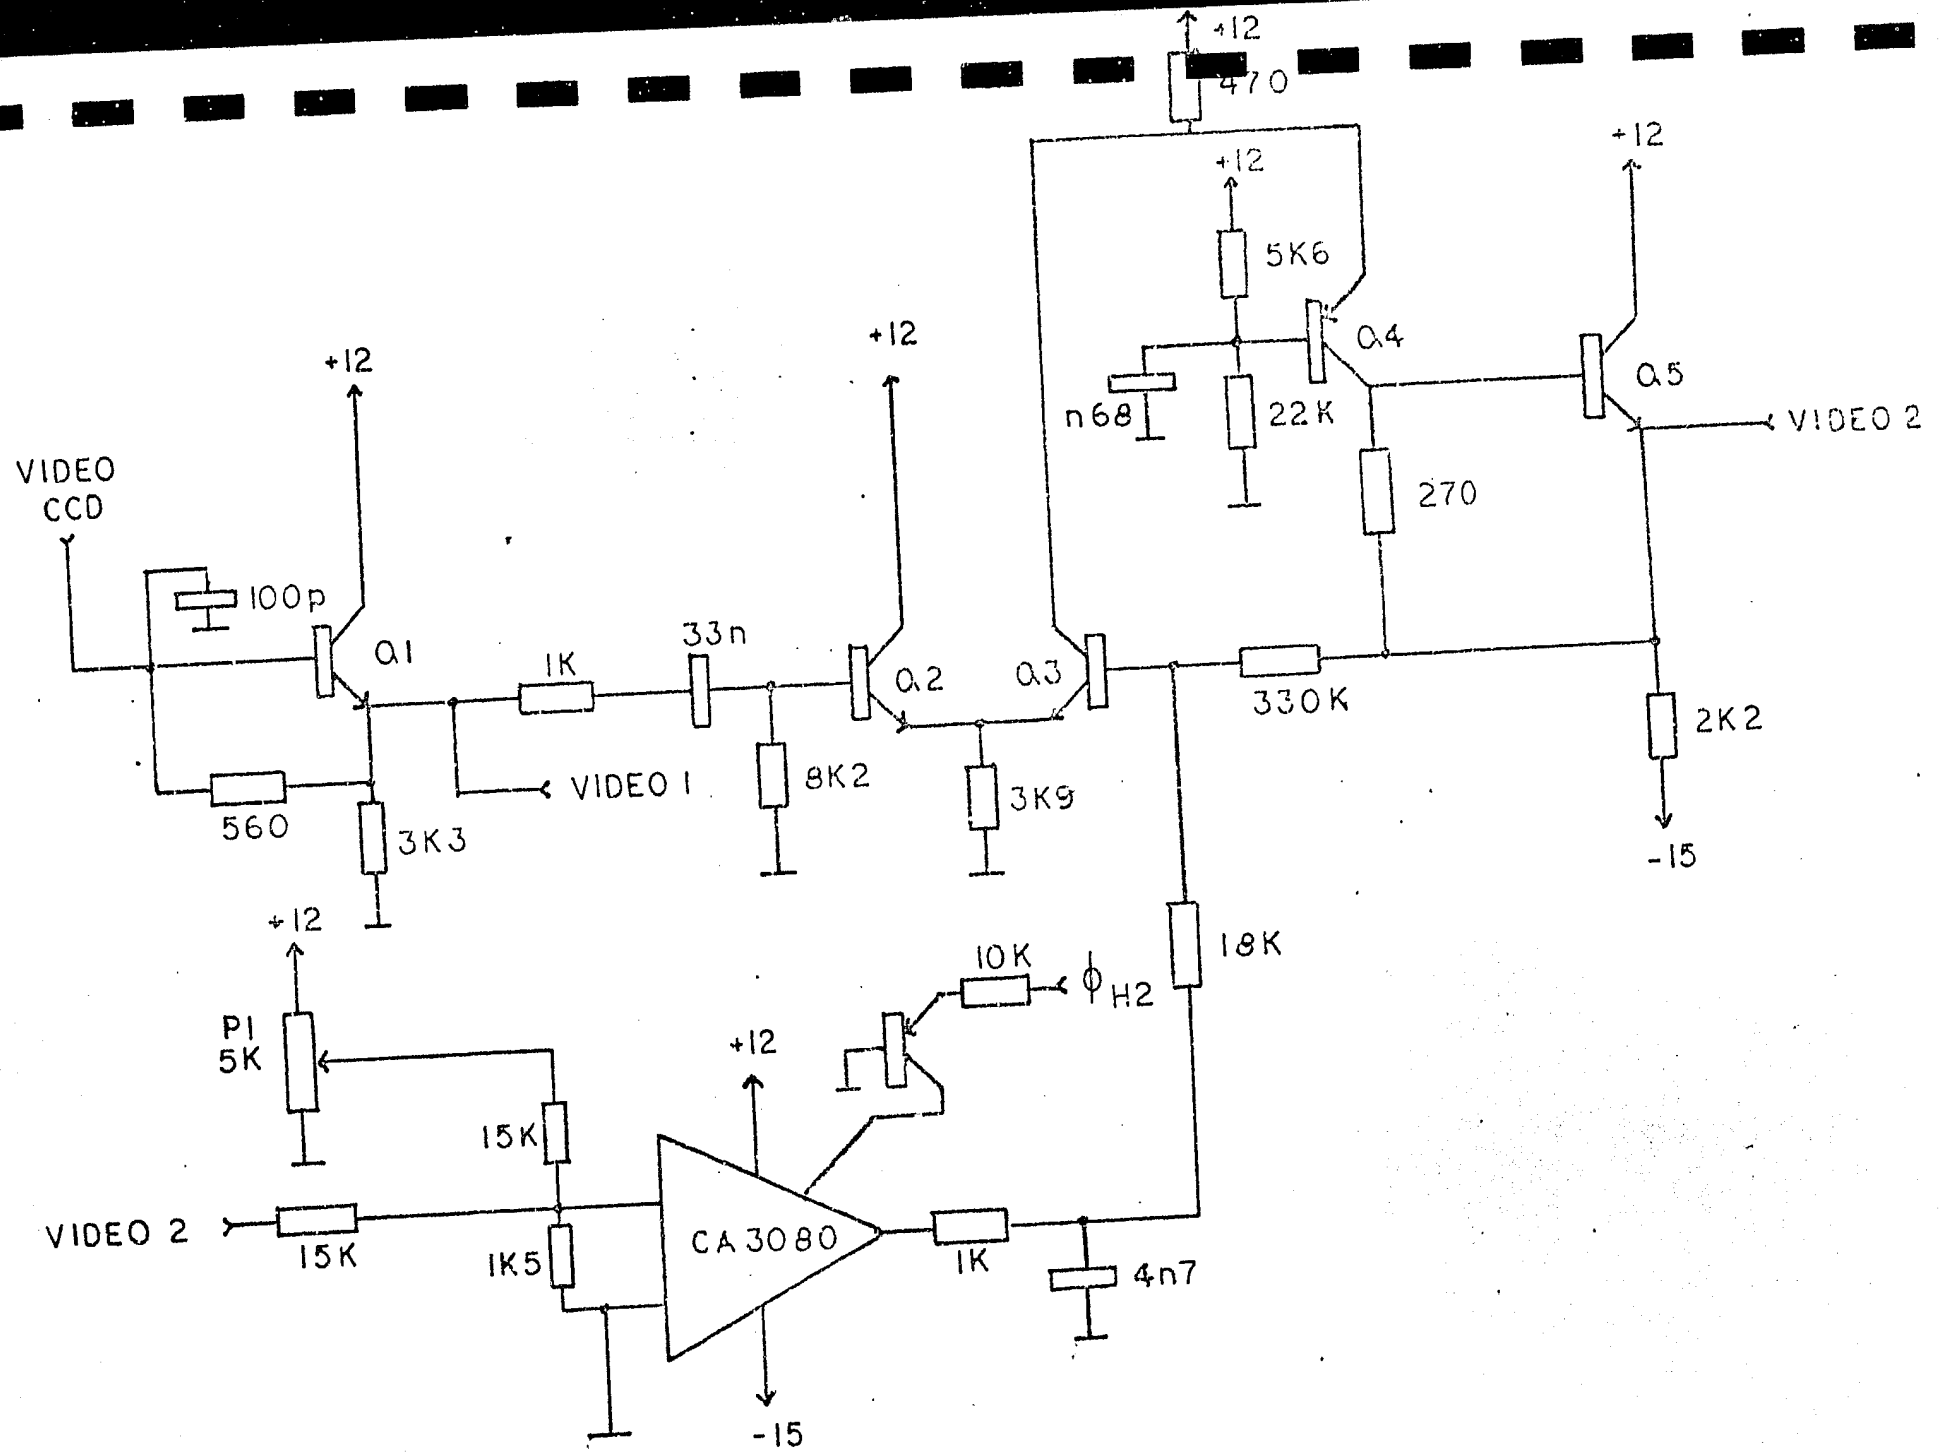 +12
470
+12
+12
5K6
Q4
+12
+12
Q5
n68
22K
VIDEO 2
VIDEO
CCD
270
100p
Q1
33n
1K
Q2
Q3
330K
2K2
VIDEO 1
8K2
3K9
560
3K3
-15
+12
18K
10K
ϕH2
P1
5K
+12
15K
VIDEO 2
15K
1K5
CA3080
1K
4n7
-15